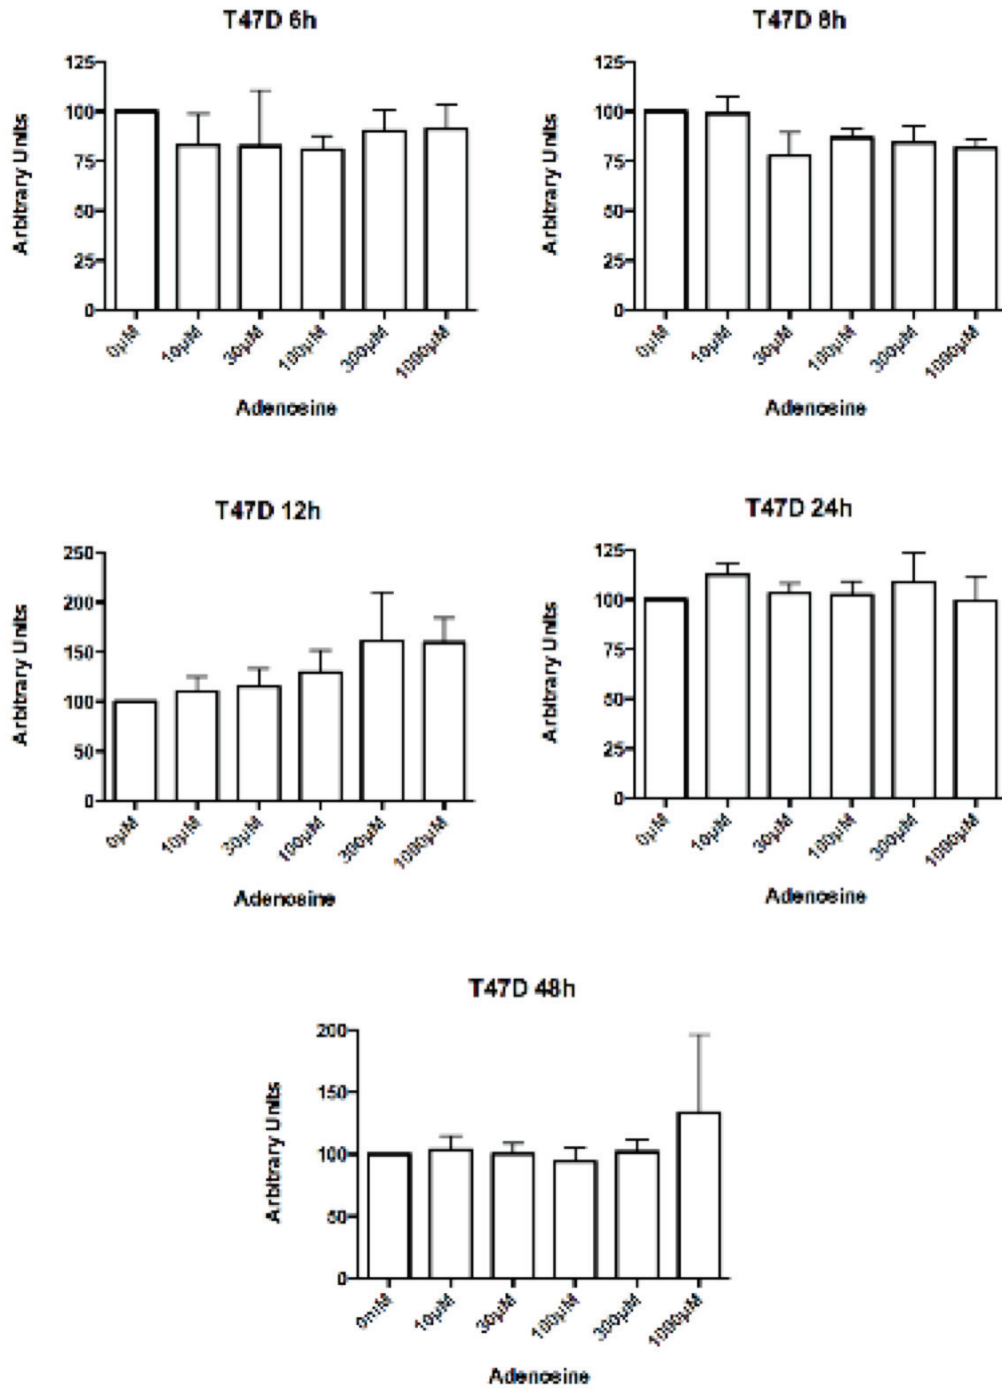 T47D 6h
Arbitrary Units
125
100
75
50
25
0
0µM
10µM
30µM
100µM
300µM
1000µM
Adenosine
T47D 8h
Arbitrary Units
125
100
75
50
25
0
0µM
10µM
30µM
100µM
300µM
1000µM
Adenosine
T47D 12h
Arbitrary Units
250
200
150
100
50
0
0µM
10µM
30µM
100µM
300µM
1000µM
Adenosine
T47D 24h
Arbitrary Units
125
100
75
50
25
0
0µM
10µM
30µM
100µM
300µM
1000µM
Adenosine
T47D 48h
Arbitrary Units
200
150
100
50
0
0mM
10µM
30µM
100µM
300µM
1000µM
Adenosine